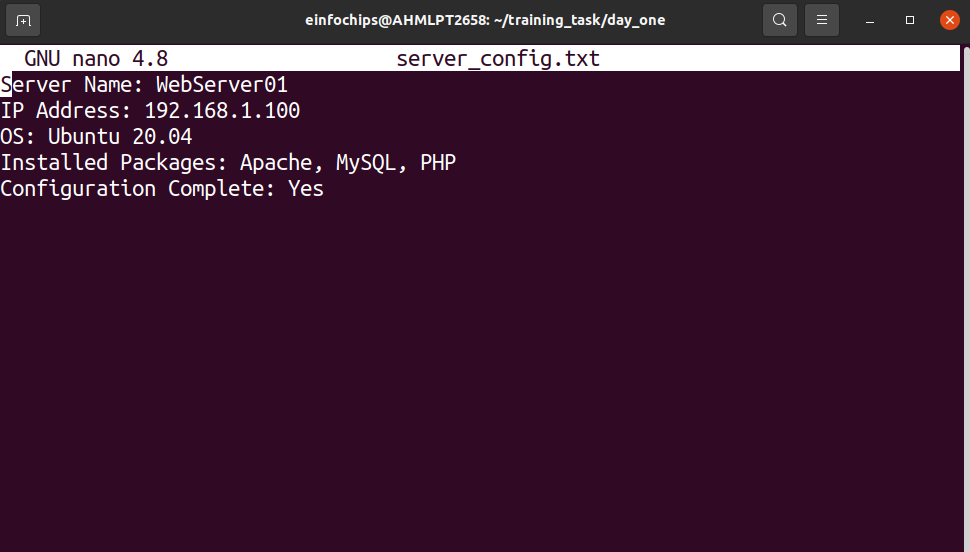 einfochips@AHMLPT2658: ~/training_task/day_one
GNU nano 4.8 server_config.txt
Server Name: WebServer01
IP Address: 192.168.1.100
OS: Ubuntu 20.04
Installed Packages: Apache, MySQL, PHP
Configuration Complete: Yes